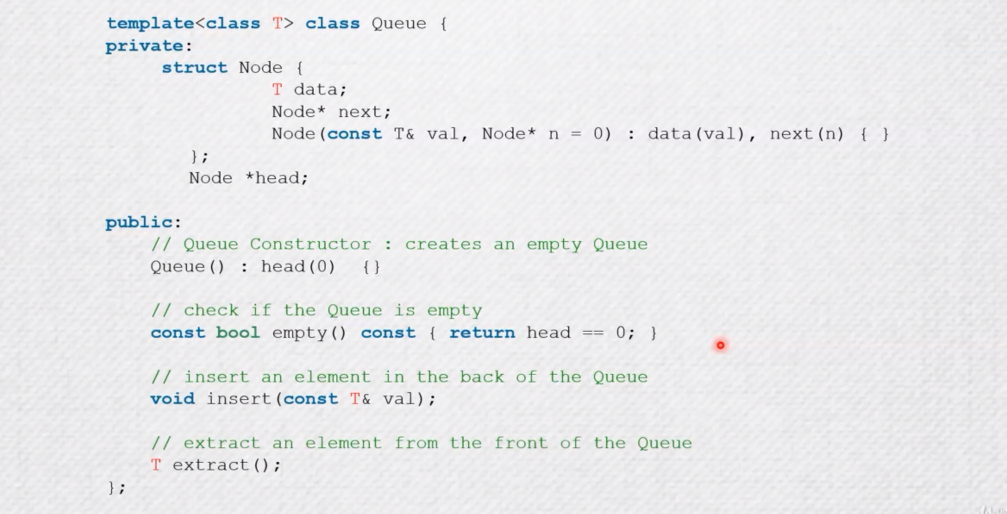 template<class T> class Queue {
private:
struct Node {
T data;
Node* next;
Node(const T& val, Node* n = 0) : data(val), next(n) { }
};
Node *head;
public:
// Queue Constructor : creates an empty Queue
Queue() : head(0) {}
// check if the Queue is empty
const bool empty() const { return head == 0; }
// insert an element in the back of the Queue
void insert(const T& val);
// extract an element from the front of the Queue
T extract();
};